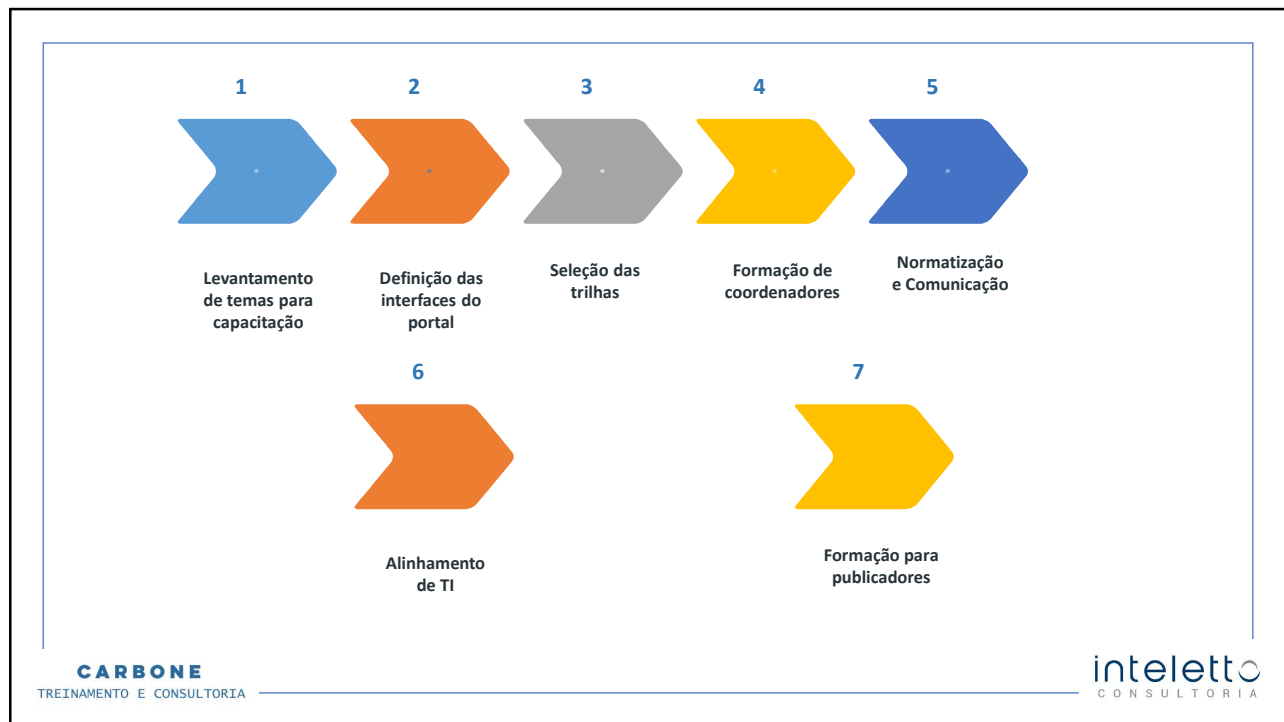 1
2
3
4
5
Levantamento
de temas para
capacitação
Definição das
interfaces do
portal
Seleção das
trilhas
Formação de
coordenadores
Normatização
e Comunicação
6
7
Alinhamento
de TI
Formação para
publicadores
CARBONE
TREINAMENTO E CONSULTORIA
inteletto
CONSULTORIA